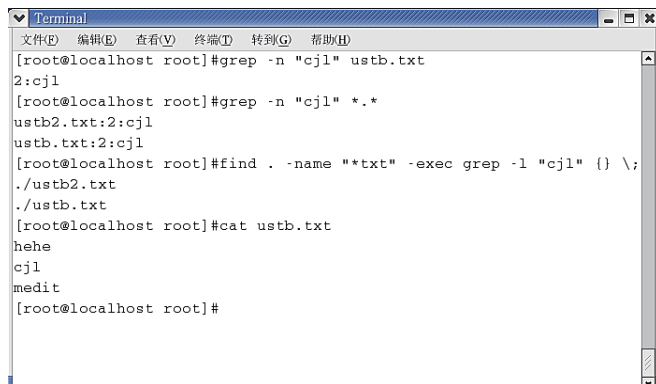 Terminal
文件(F) 编辑(E) 查看(V) 终端(T) 转到(G) 帮助(H)
[root@localhost root]#grep -n "cjl" ustb.txt
2:cjl
[root@localhost root]#grep -n "cjl" *.*
ustb2.txt:2:cjl
ustb.txt:2:cjl
[root@localhost root]#find . -name "*txt" -exec grep -l "cjl" {} \;
./ustb2.txt
./ustb.txt
[root@localhost root]#cat ustb.txt
hehe
cjl
medit
[root@localhost root]#